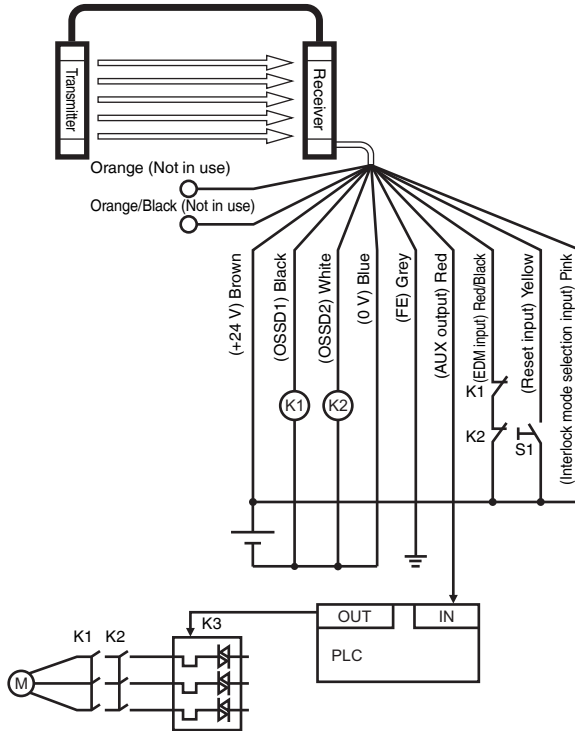 Transmitter
Receiver
Orange (Not in use)
Orange/Black (Not in use)
(+24 V) Brown
(OSSD1) Black
(OSSD2) White
(0 V) Blue
(FE) Grey
(AUX output) Red
(EDM input) Red/Black
(Reset input) Yellow
(Interlock mode selection input) Pink
K1
K1
K2
K2
S1
K3
OUT
IN
PLC
K1
K2
M